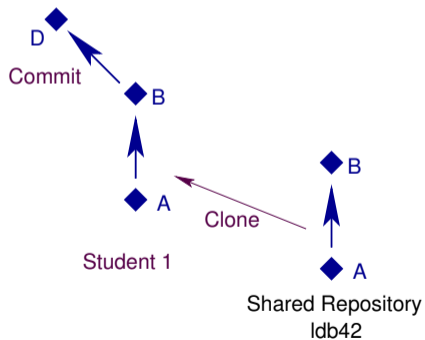 D
Commit
B
A
Student 1
Clone
B
A
Shared Repository
ldb42